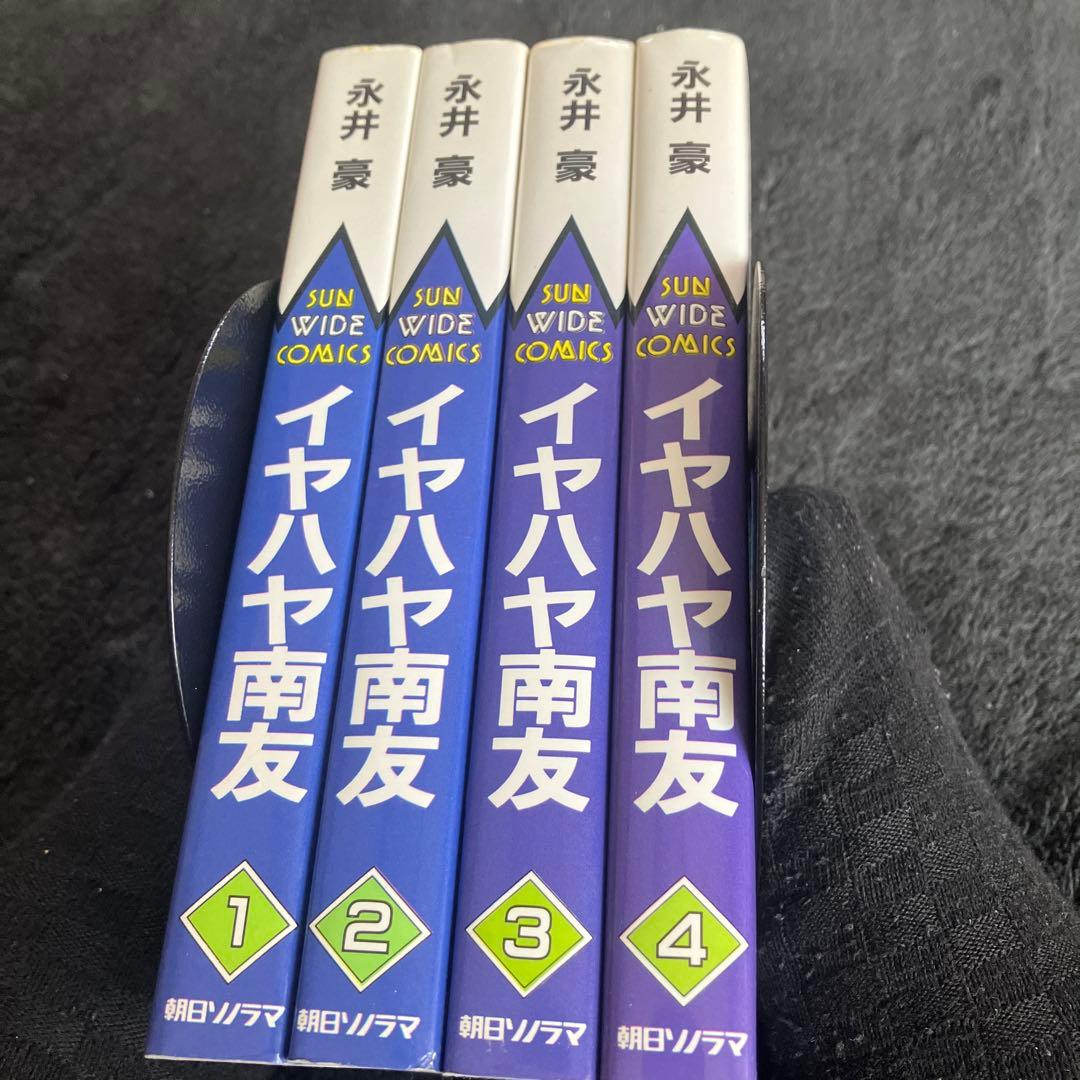 永井 豪
SUN
WIDE
COMICS
イヤハヤ南友
1
朝日ソノラマ
永井 豪
SUN
WIDE
COMICS
イヤハヤ南友
2
朝日ソノラマ
永井 豪
SUN
WIDE
COMICS
イヤハヤ南友
3
朝日ソノラマ
永井 豪
SUN
WIDE
COMICS
イヤハヤ南友
4
朝日ソノラマ